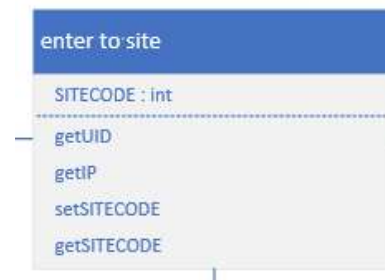 enter to site
SITECODE : int
getUID
getIP
setSITECODE
getSITECODE